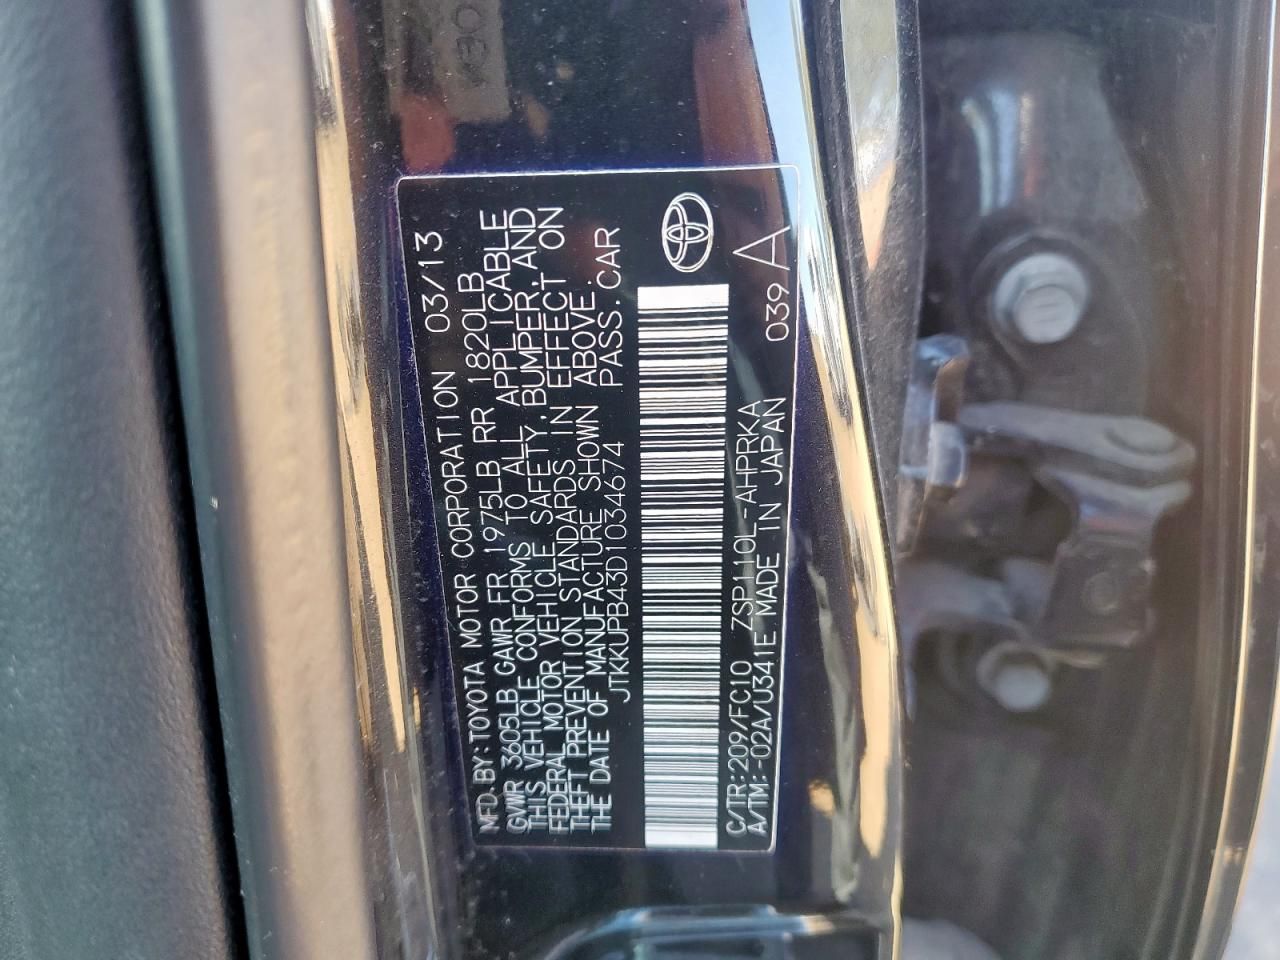 MFD.BY:TOYOTA MOTOR CORPORATION 03/13
GVWR 3605LB GAWR FR 1975LB RR 1820LB
THIS VEHICLE CONFORMS TO ALL APPLICABLE
FEDERAL MOTOR VEHICLE SAFETY,BUMPER,AND
THEFT PREVENTION STANDARDS IN EFFECT ON
THE DATE OF MANUFACTURE SHOWN ABOVE.
JTKKUPB43D1034674 PASS.CAR
C/TR:209/FC10 ZSP110L-AHPRKA 039 A
A/TM:-02A/U341E MADE IN JAPAN